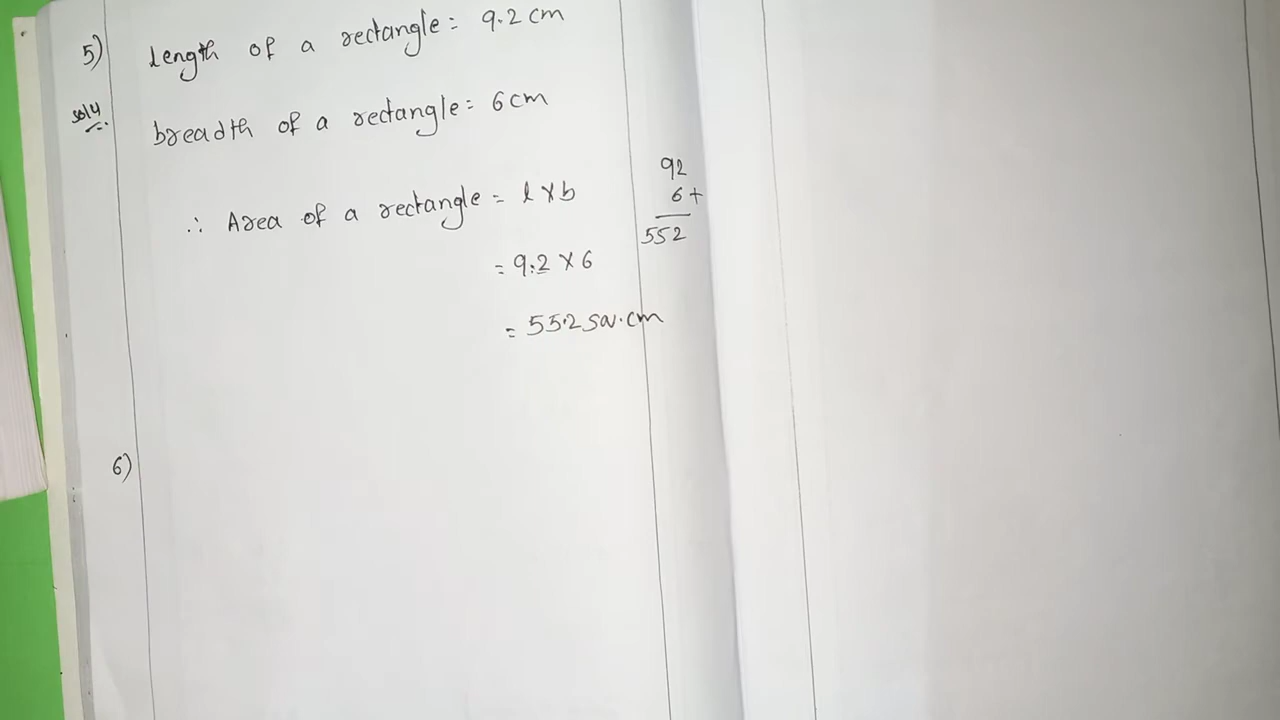 5) length of a rectangle = 9.2 cm
soln
breadth of a rectangle = 6 cm
∴ Area of a rectangle = l × b
= 9.2 × 6
= 55.2 sq.cm
92
6+
552
6)